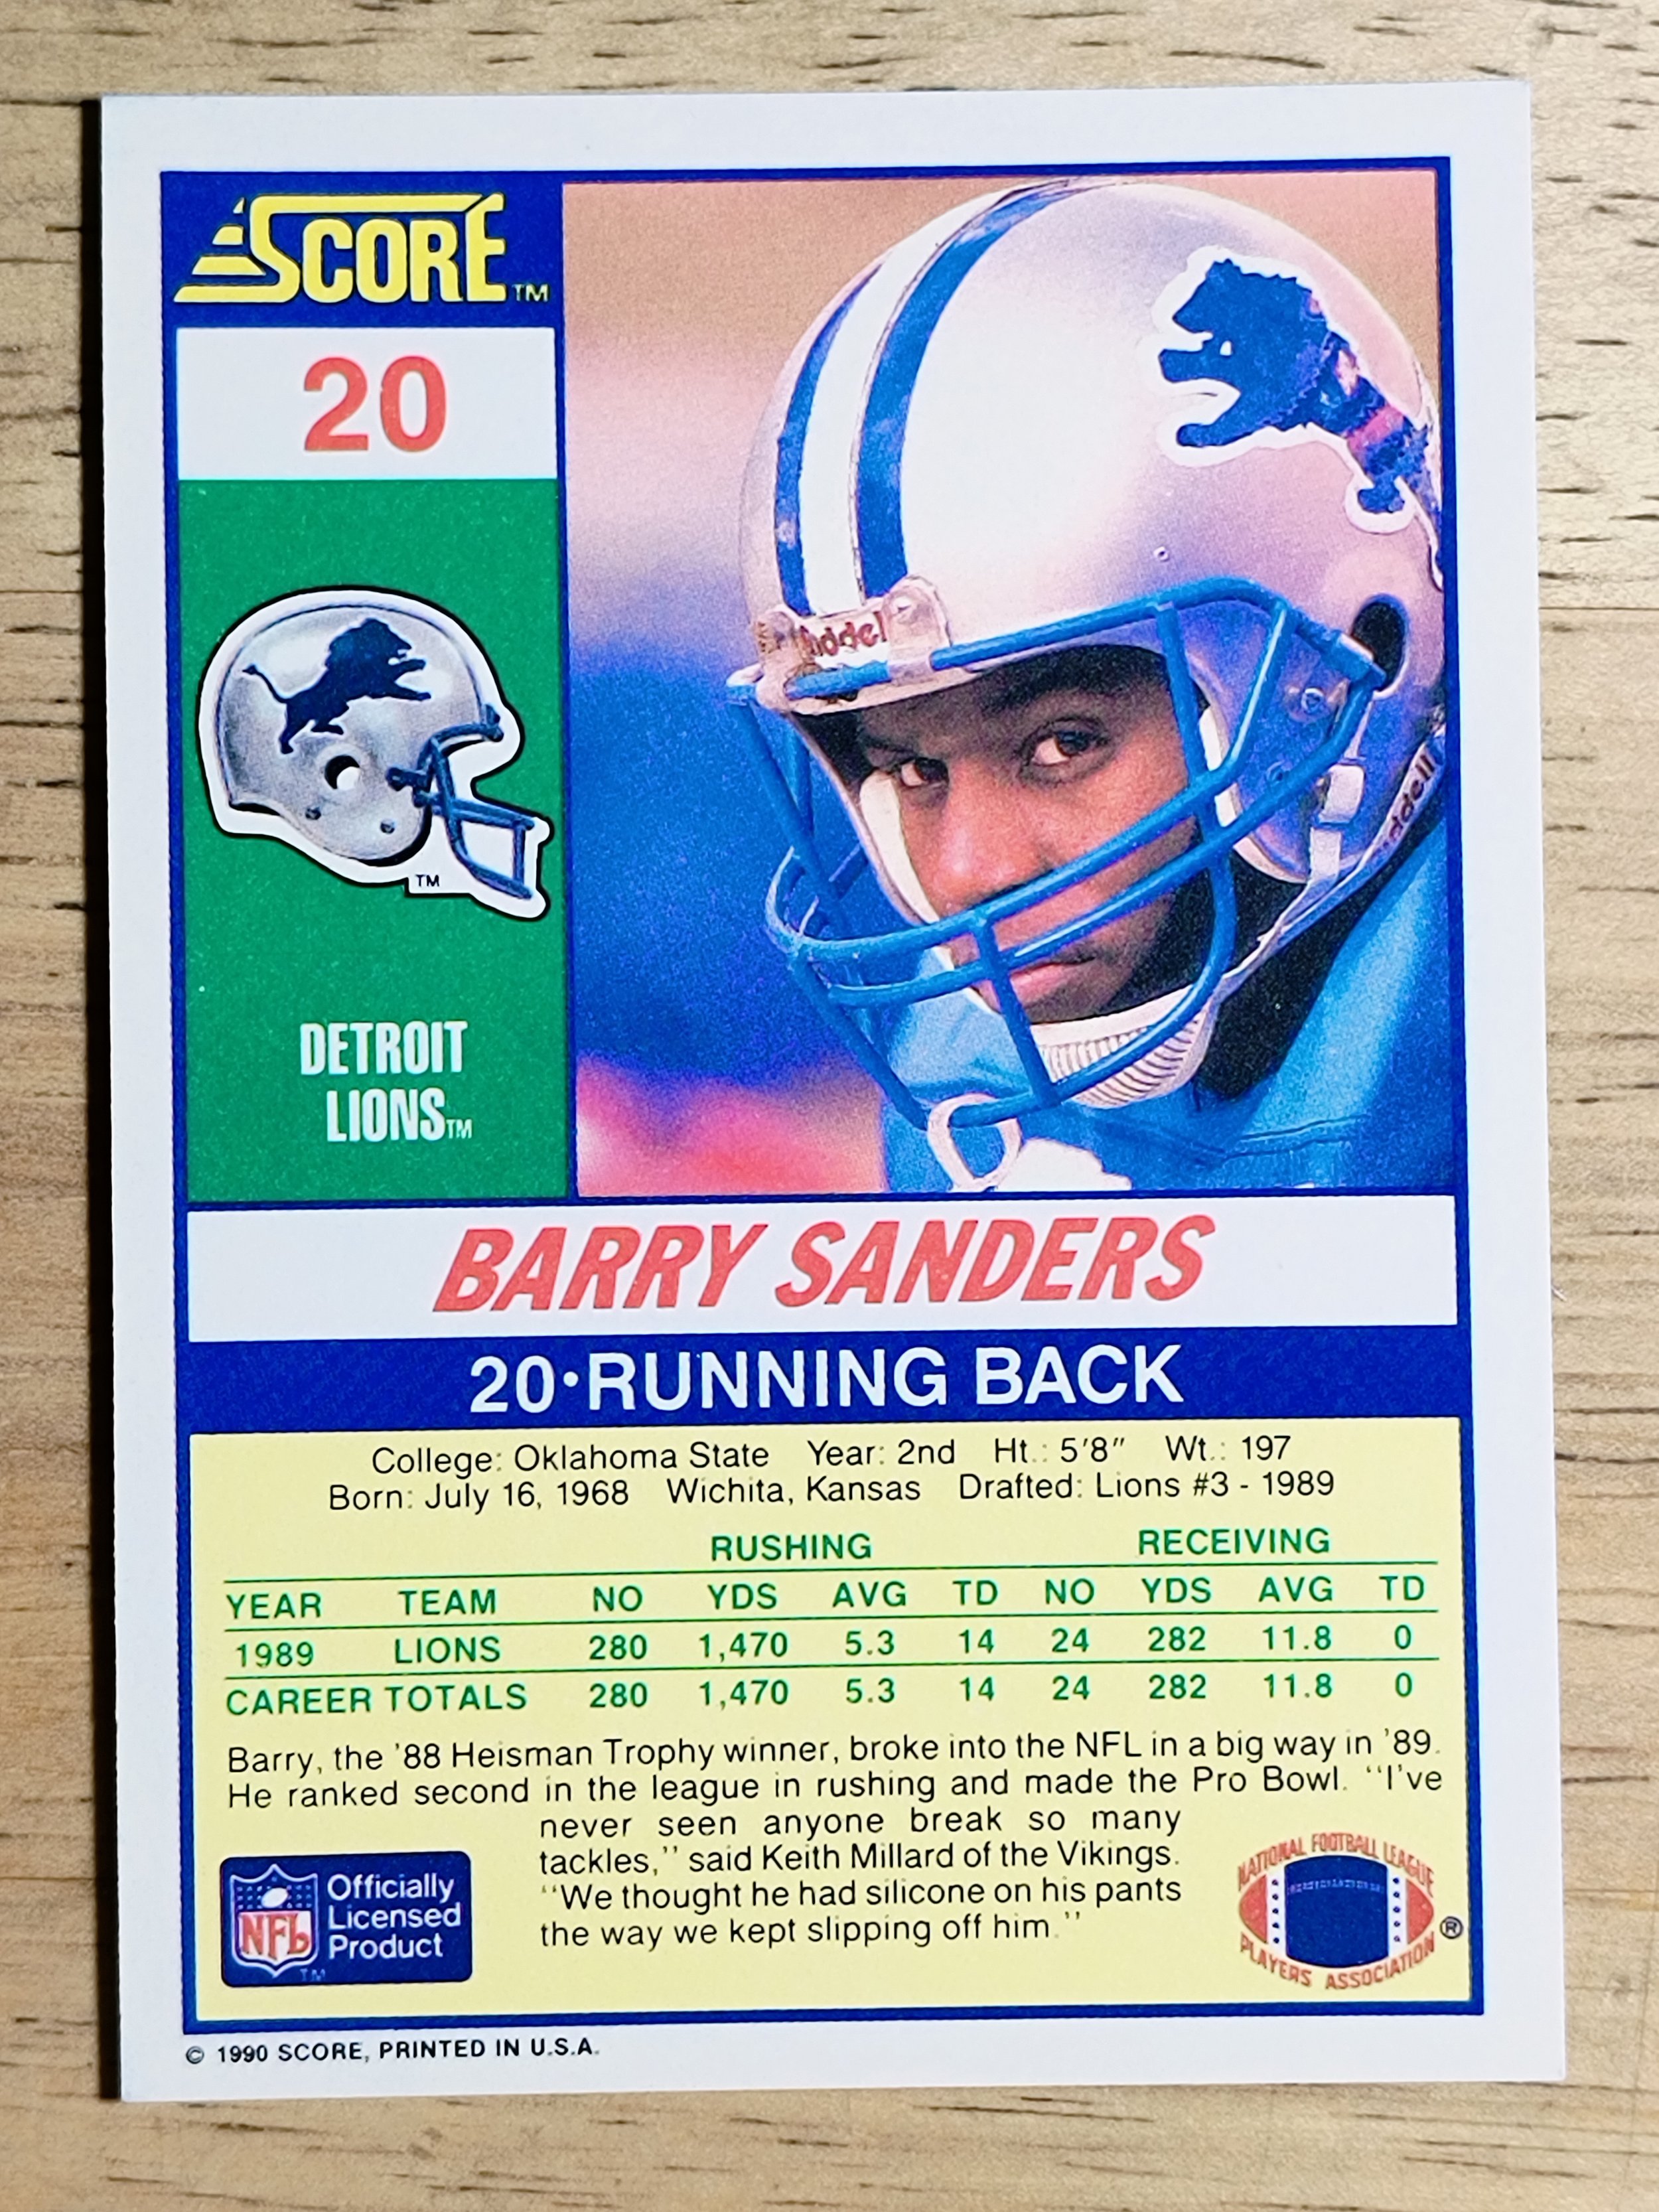 SCORE™
20
Riddell
Riddell
TM
DETROIT
LIONS™
BARRY SANDERS
20•RUNNING BACK
College: Oklahoma State Year: 2nd Ht.: 5'8" Wt.: 197
Born: July 16, 1968 Wichita, Kansas Drafted: Lions #3 - 1989
RUSHING RECEIVING
YEAR TEAM NO YDS AVG TD NO YDS AVG TD
1989 LIONS 280 1,470 5.3 14 24 282 11.8 0
CAREER TOTALS 280 1,470 5.3 14 24 282 11.8 0
Barry, the '88 Heisman Trophy winner, broke into the NFL in a big way in '89.
He ranked second in the league in rushing and made the Pro Bowl. "I've
never seen anyone break so many
tackles," said Keith Millard of the Vikings.
"We thought he had silicone on his pants
the way we kept slipping off him."
NFL
TM
Officially
Licensed
Product
NATIONAL FOOTBALL LEAGUE
PLAYERS ASSOCIATION
®
© 1990 SCORE, PRINTED IN U.S.A.